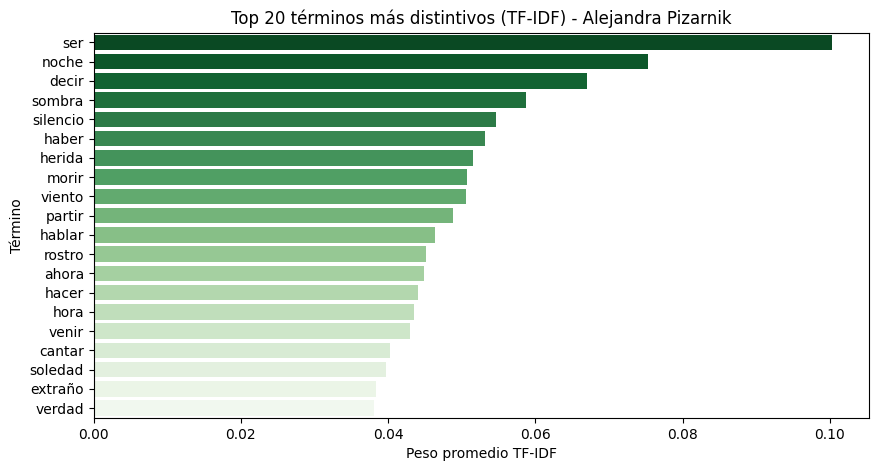 Top 20 términos más distintivos (TF-IDF) - Alejandra Pizarnik
ser
noche
decir
sombra
silencio
haber
herida
morir
viento
partir
hablar
rostro
ahora
hacer
hora
venir
cantar
soledad
extraño
verdad
Término
0.00 0.02 0.04 0.06 0.08 0.10
Peso promedio TF-IDF